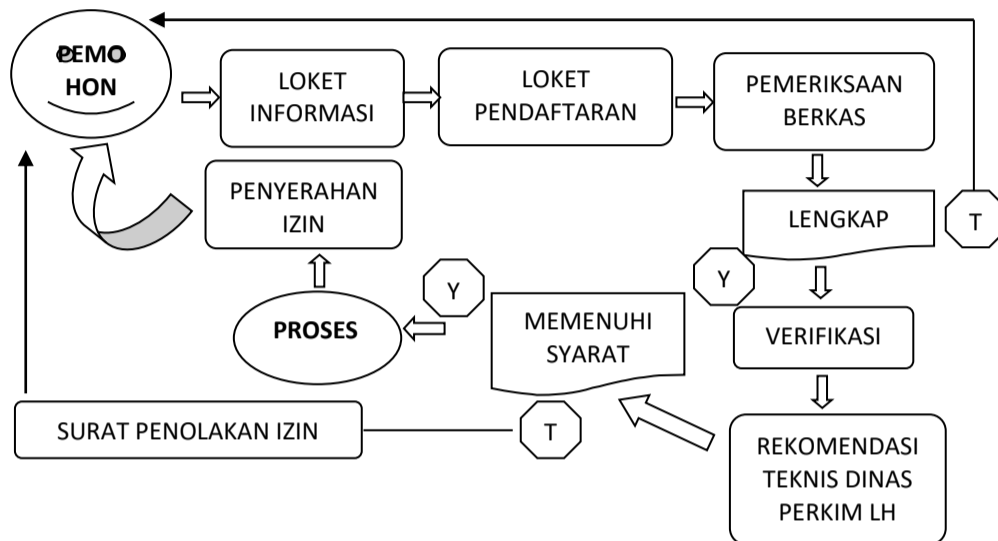 PEMO
HON
LOKET
INFORMASI
LOKET
PENDAFTARAN
PEMERIKSAAN
BERKAS
LENGKAP
T
Y
VERIFIKASI
REKOMENDASI
TEKNIS DINAS
PERKIM LH
MEMENUHI
SYARAT
Y
T
PROSES
PENYERAHAN
IZIN
SURAT PENOLAKAN IZIN